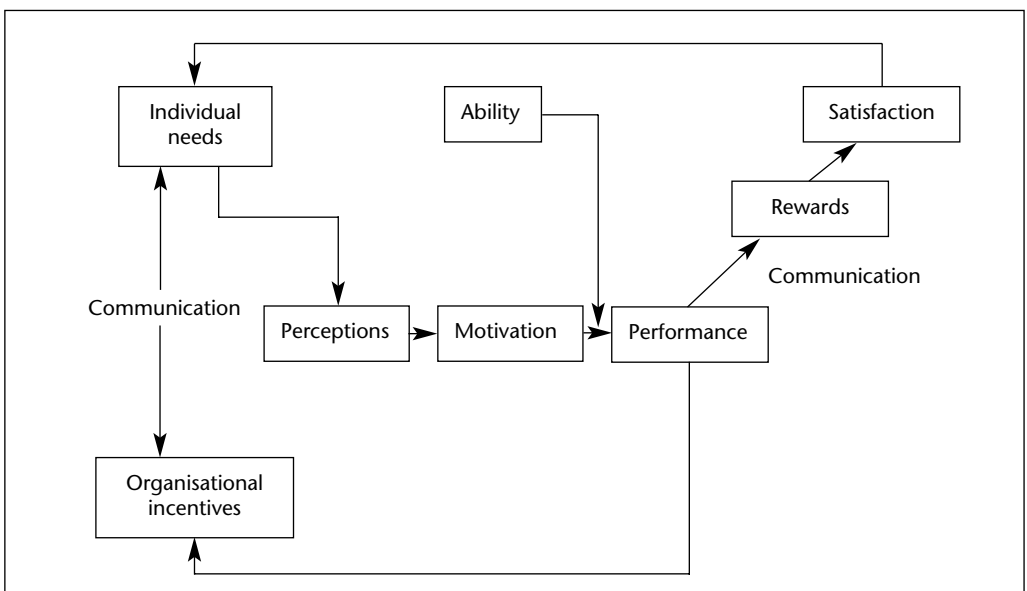 Individual
needs
Ability
Satisfaction
Rewards
Communication
Communication
Perceptions
Motivation
Performance
Organisational
incentives